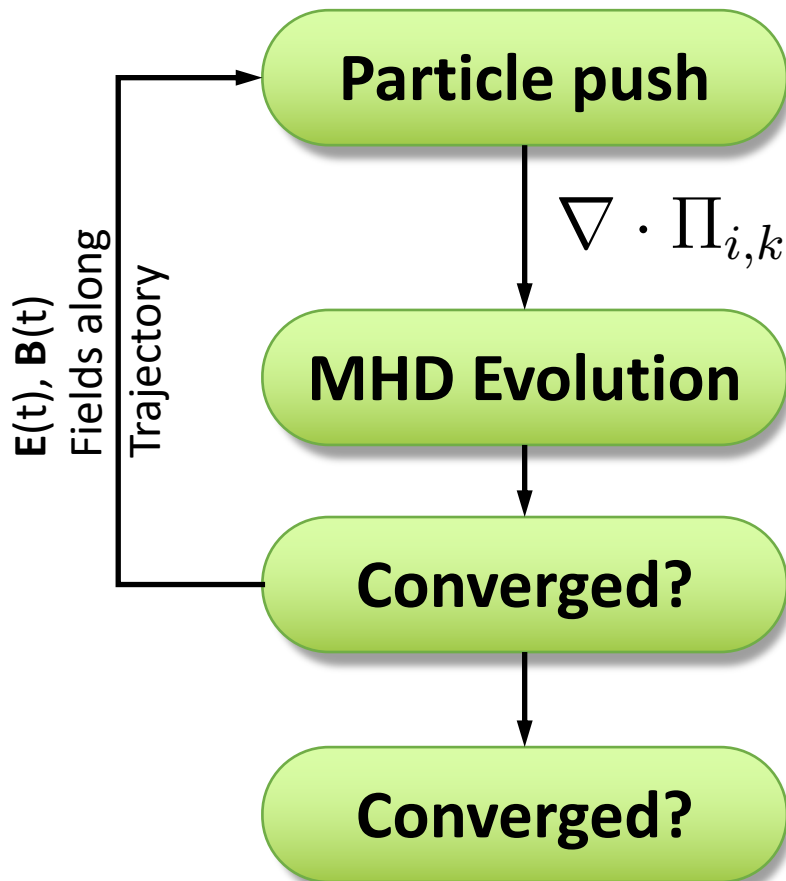 Particle push
∇ · Π_{i,k}
MHD Evolution
E(t), B(t)
Fields along
Trajectory
Converged?
Converged?